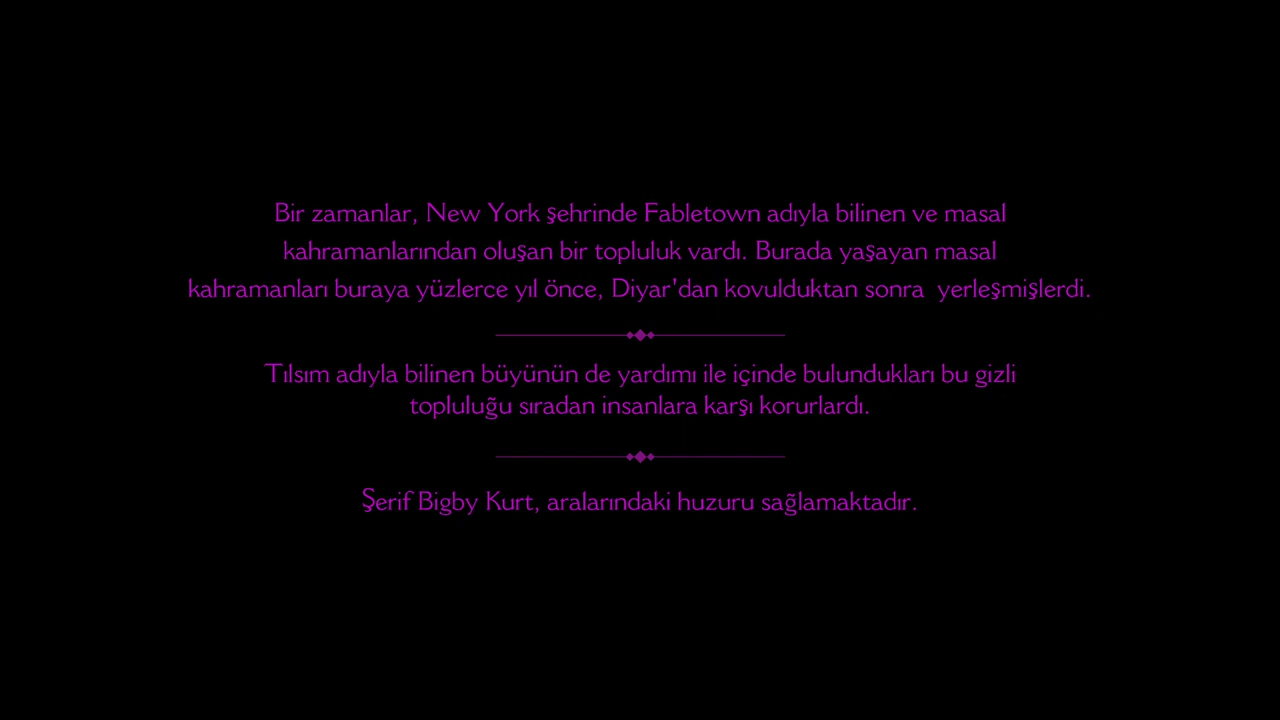 Bir zamanlar, New York şehrinde Fabletown adıyla bilinen ve masal
kahramanlarından oluşan bir topluluk vardı. Burada yaşayan masal
kahramanları buraya yüzlerce yıl önce, Diyar'dan kovulduktan sonra  yerleşmişlerdi.
Tılsım adıyla bilinen büyünün de yardımı ile içinde bulundukları bu gizli
topluluğu sıradan insanlara karşı korurlardı.
Şerif Bigby Kurt, aralarındaki huzuru sağlamaktadır.